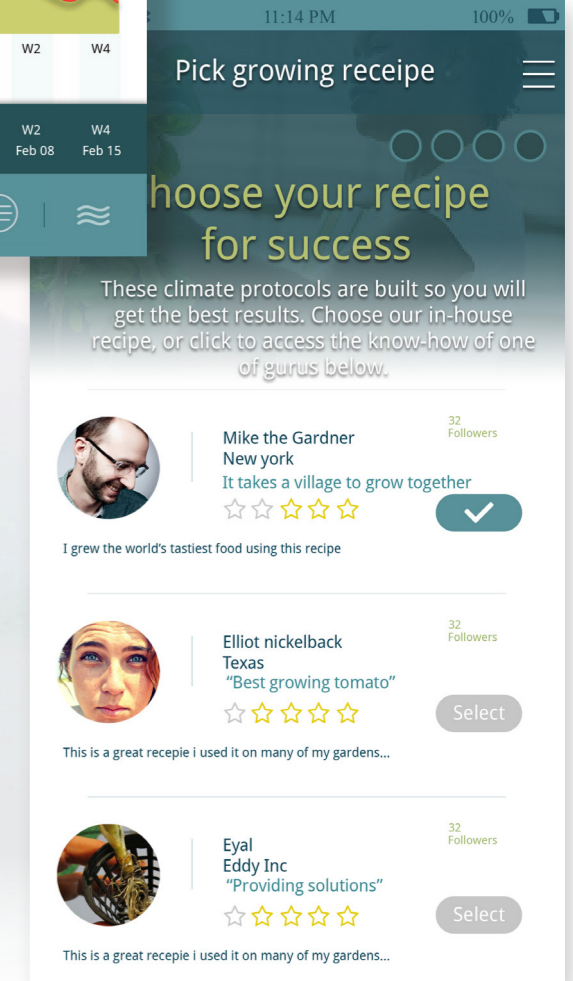 W2 W4
W2 W4
Feb 08 Feb 15
11:14 PM 100%
Pick growing receipe
hoose your recipe
for success
These climate protocols are built so you will
get the best results. Choose our in-house
recipe, or click to access the know-how of one
of gurus below.
32
Followers
Mike the Gardner
New york
It takes a village to grow together
I grew the world's tastiest food using this recipe
32
Followers
Elliot nickelback
Texas
“Best growing tomato”
Select
This is a great recepie i used it on many of my gardens...
32
Followers
Eyal
Eddy Inc
“Providing solutions”
Select
This is a great recepie i used it on many of my gardens...